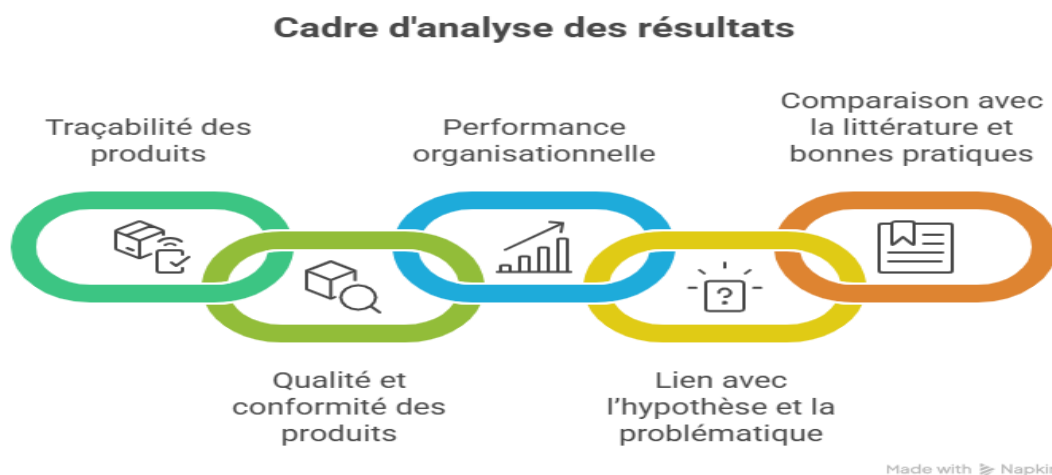 Cadre d'analyse des résultats
Traçabilité des
produits
Qualité et
conformité des
produits
Performance
organisationnelle
Lien avec
l’hypothèse et la
problématique
Comparaison avec
la littérature et
bonnes pratiques
?
Made with Napkin